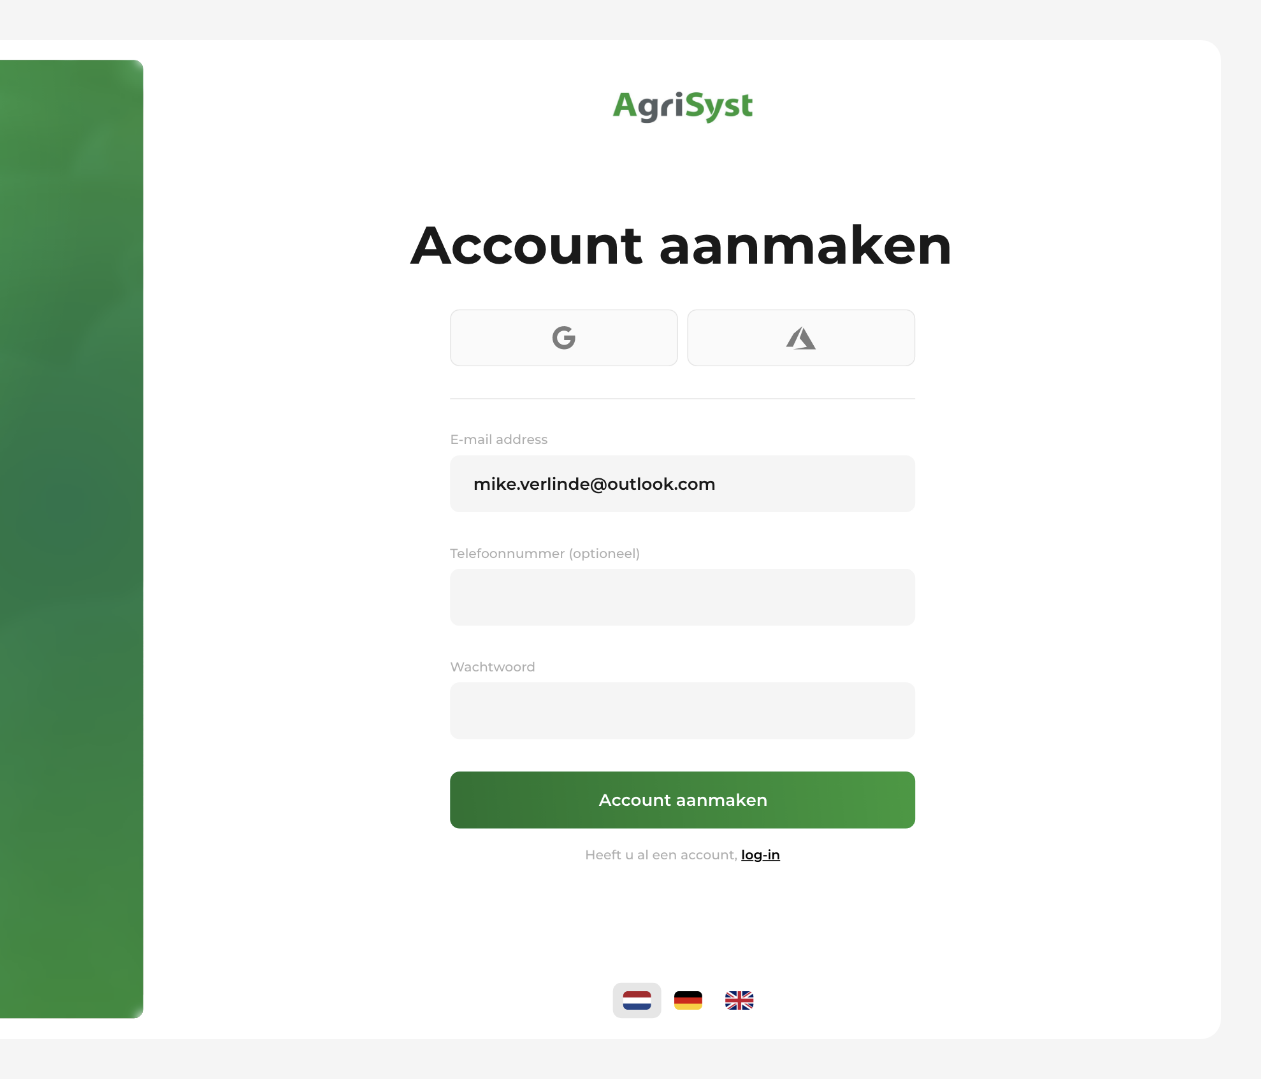 AgriSyst
Account aanmaken
E-mail address
mike.verlinde@outlook.com
Telefoonnummer (optioneel)
Wachtwoord
Account aanmaken
Heeft u al een account, log-in